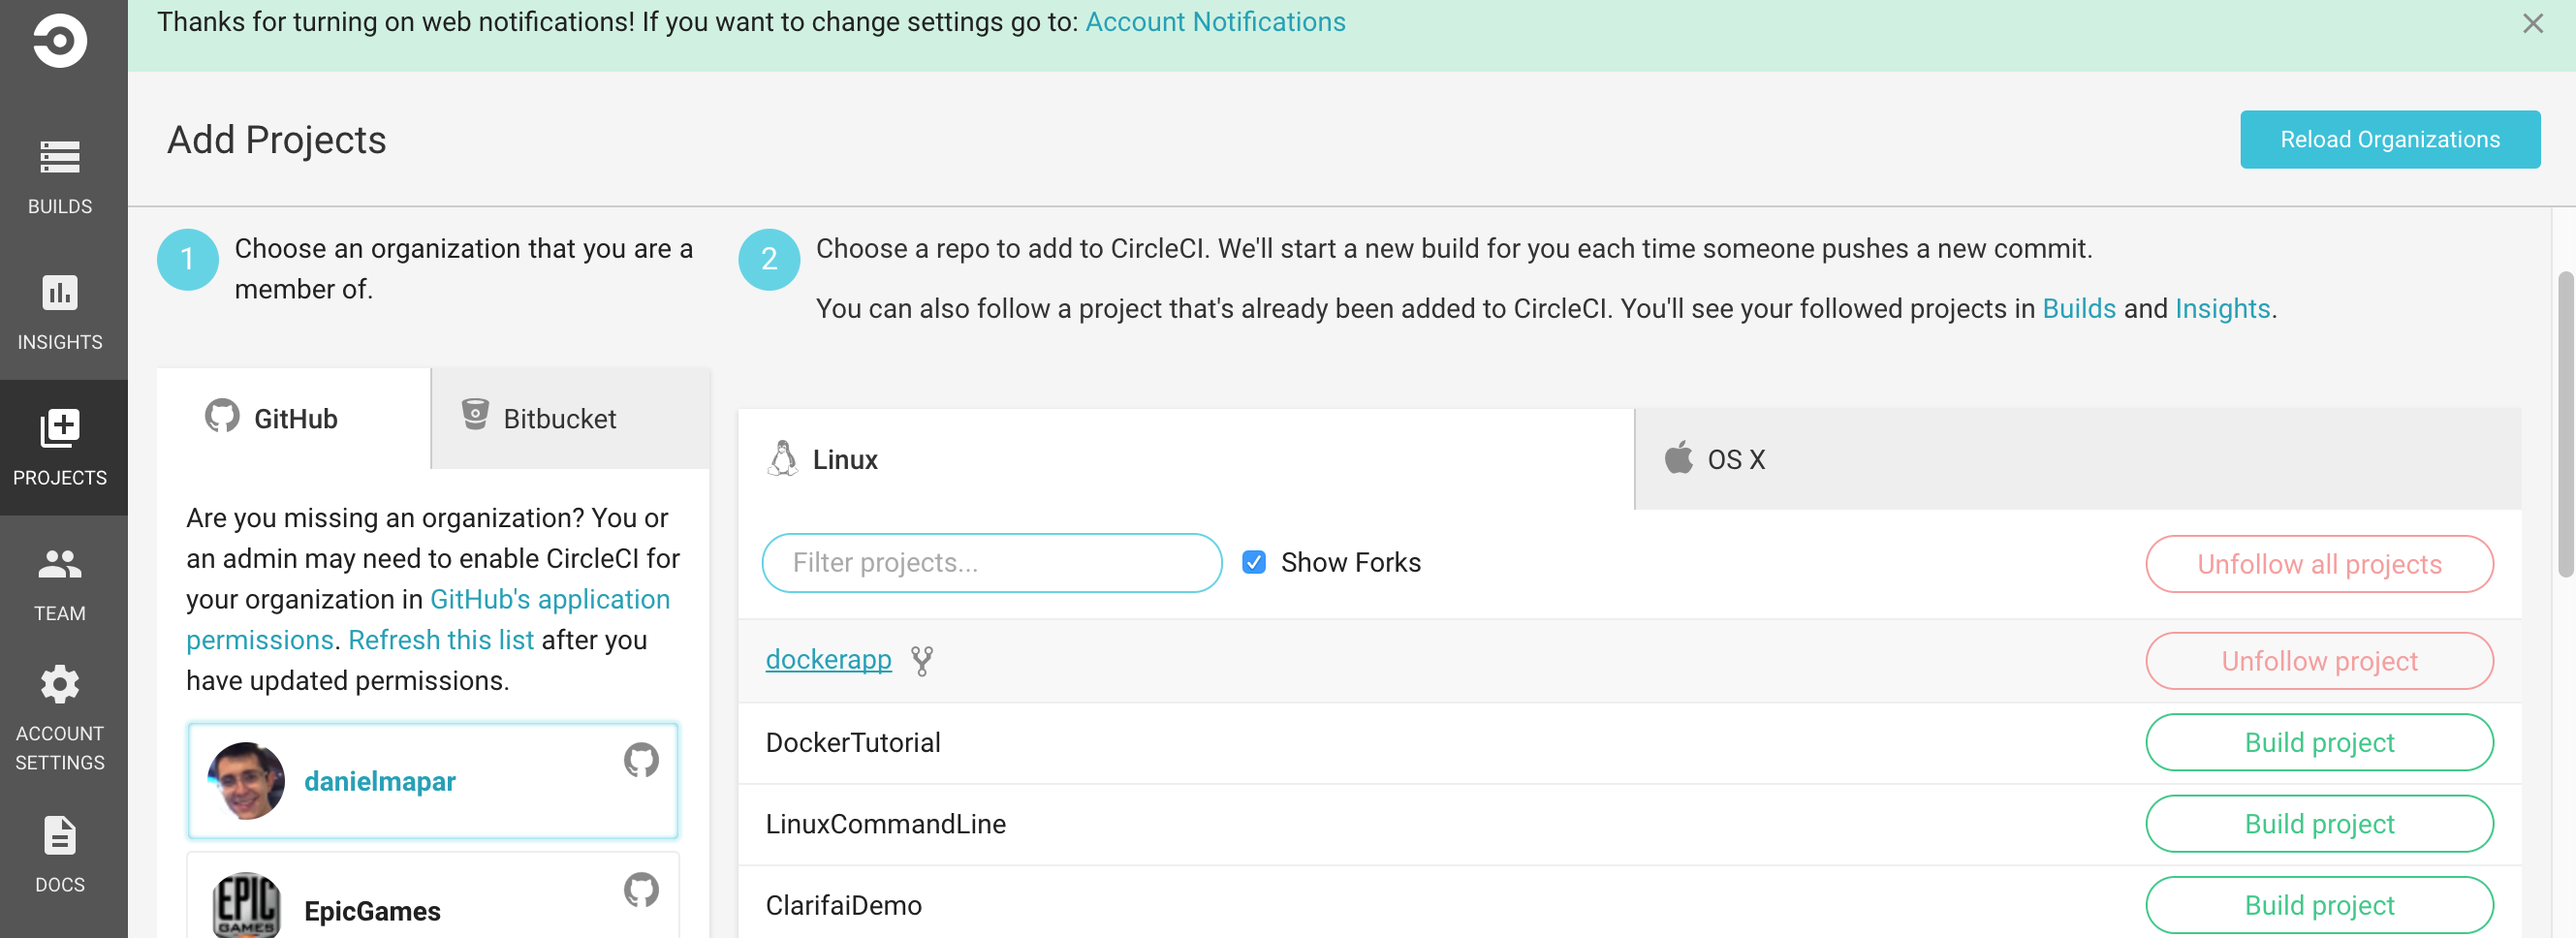 Thanks for turning on web notifications! If you want to change settings go to: Account Notifications
Add Projects
Reload Organizations
BUILDS
INSIGHTS
PROJECTS
TEAM
ACCOUNT
SETTINGS
DOCS
1
Choose an organization that you are a
member of.
2
Choose a repo to add to CircleCI. We'll start a new build for you each time someone pushes a new commit.
You can also follow a project that's already been added to CircleCI. You'll see your followed projects in Builds and Insights.
GitHub
Bitbucket
Are you missing an organization? You or
an admin may need to enable CircleCI for
your organization in GitHub's application
permissions. Refresh this list after you
have updated permissions.
danielmapar
EPIC
GAMES
EpicGames
Linux
OS X
Filter projects...
Show Forks
Unfollow all projects
dockerapp
Unfollow project
DockerTutorial
Build project
LinuxCommandLine
Build project
ClarifaiDemo
Build project